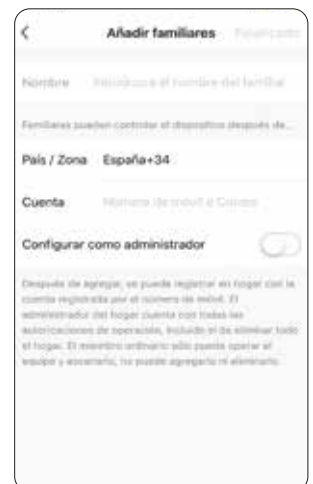 Añadir familiares
Nombre Introduzca el nombre del familiar
Familiares pueden controlar el dispositivo después de...
País / Zona España+34
Cuenta Número de móvil o Correo
Configurar como administrador
Después de agregar, se puede registrar en hogar con la
cuenta registrada por el número de móvil. El
administrador del hogar cuenta con todas las
autorizaciones de operación, incluido el de eliminar todo
el hogar. El miembro ordinario sólo puede operar el
equipo y escenario, no puede agregarlo ni eliminarlo.